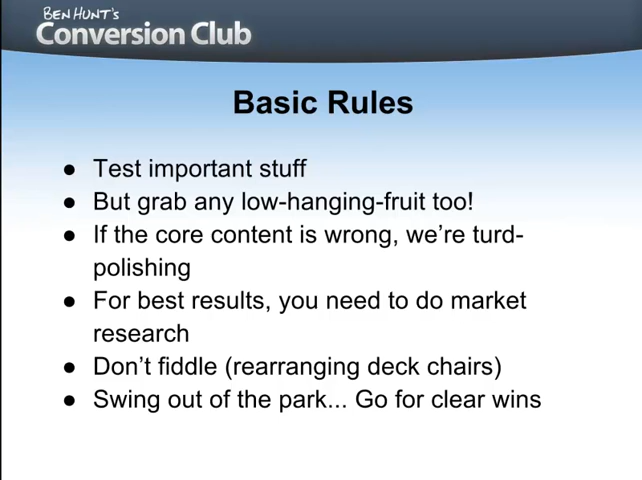 BEN HUNT'S
Conversion Club
Basic Rules
● Test important stuff
● But grab any low-hanging-fruit too!
● If the core content is wrong, we're turd-
polishing
● For best results, you need to do market
research
● Don't fiddle (rearranging deck chairs)
● Swing out of the park... Go for clear wins